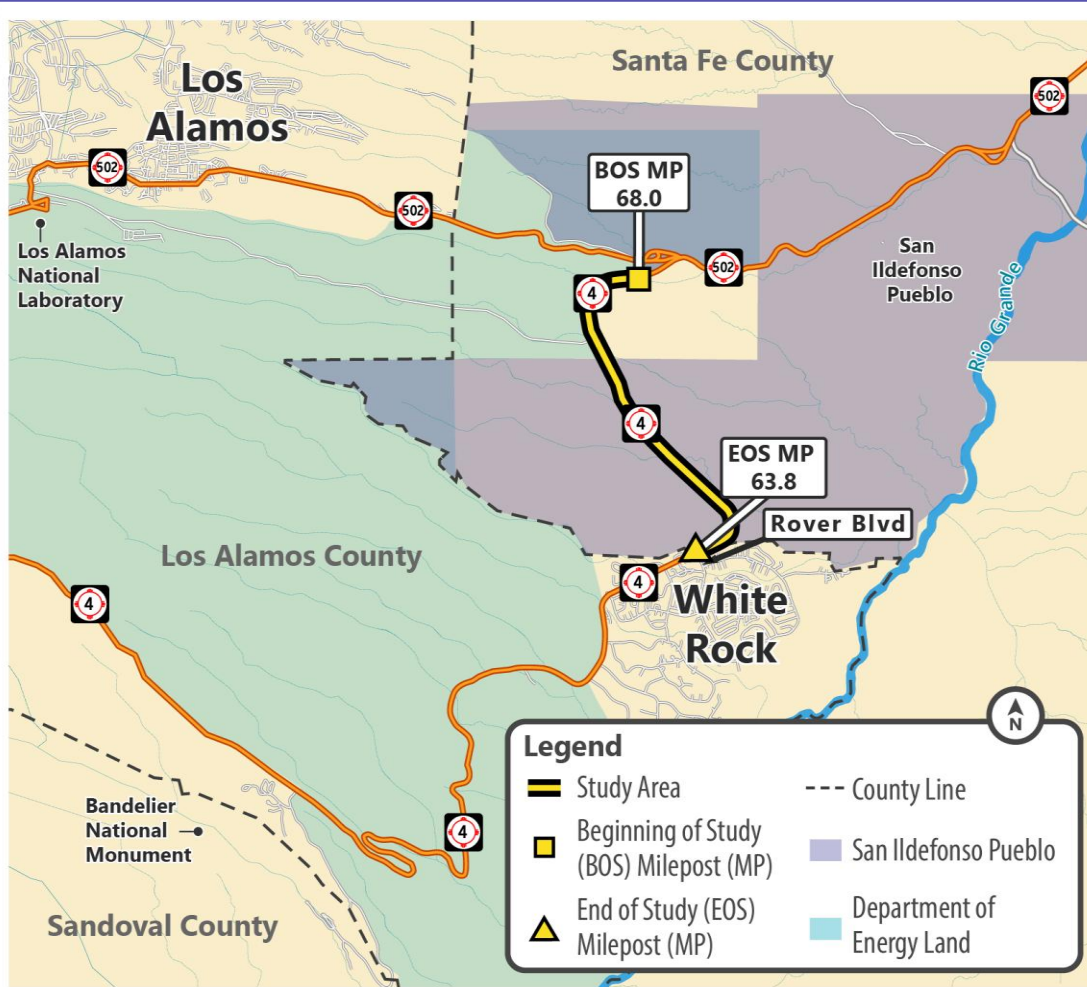 Santa Fe County
Los
Alamos
502
502
502
502
BOS MP
68.0
Los Alamos
National
Laboratory
San
Ildefonso
Pueblo
Rio Grande
4
4
EOS MP
63.8
Rover Blvd
Los Alamos County
4
4
White
Rock
4
Bandelier
National
Monument
Sandoval County
N
Legend
Study Area
Beginning of Study
(BOS) Milepost (MP)
End of Study (EOS)
Milepost (MP)
County Line
San Ildefonso Pueblo
Department of
Energy Land